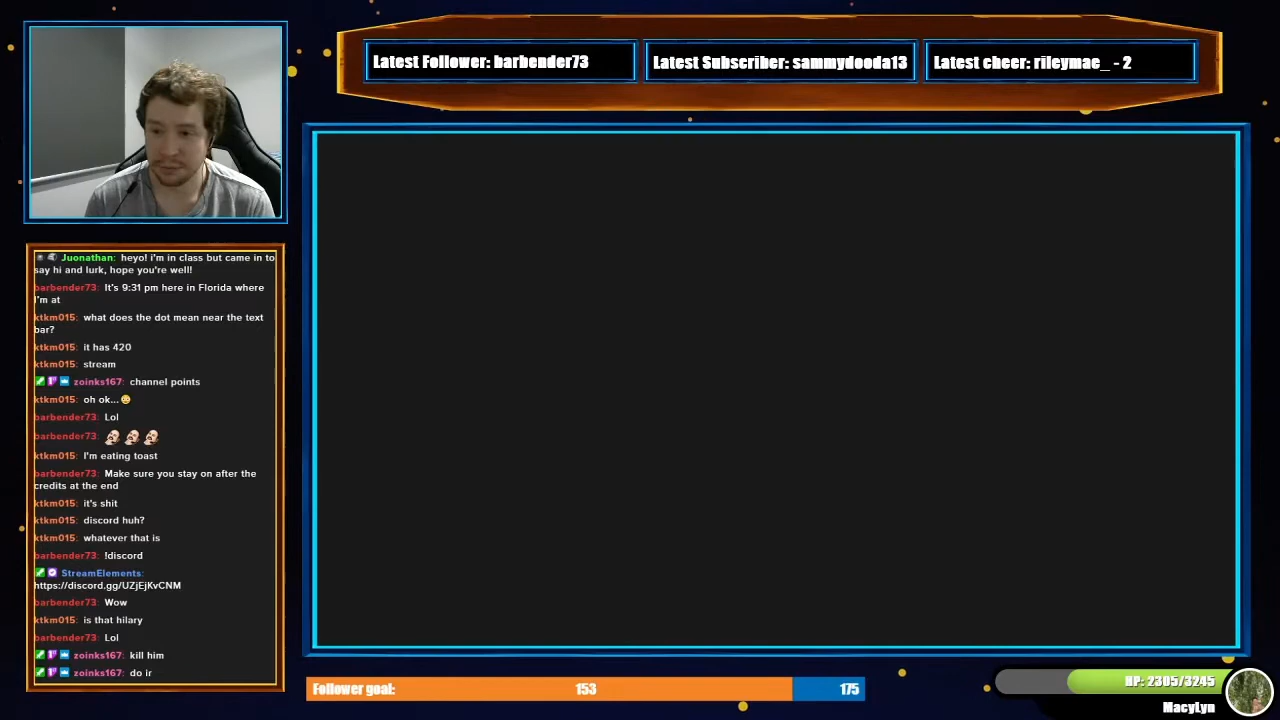 Latest Follower: barbender73
Latest Subscriber: sammydooda13
Latest cheer: rileymae_ - 2
Juonathan: heyo! i'm in class but came in to
say hi and lurk, hope you're well!
barbender73: It's 9:31 pm here in Florida where
I'm at
ktkm015: what does the dot mean near the text
bar?
ktkm015: it has 420
ktkm015: stream
zoinks167: channel points
ktkm015: oh ok...
barbender73: Lol
barbender73:
ktkm015: I'm eating toast
barbender73: Make sure you stay on after the
credits at the end
ktkm015: it's shit
ktkm015: discord huh?
ktkm015: whatever that is
barbender73: !discord
StreamElements:
https://discord.gg/UZjEjKvCNM
barbender73: Wow
ktkm015: is that hilary
barbender73: Lol
zoinks167: kill him
zoinks167: do ir
Follower goal: 153 175
HP: 2305/3245
MacyLyn